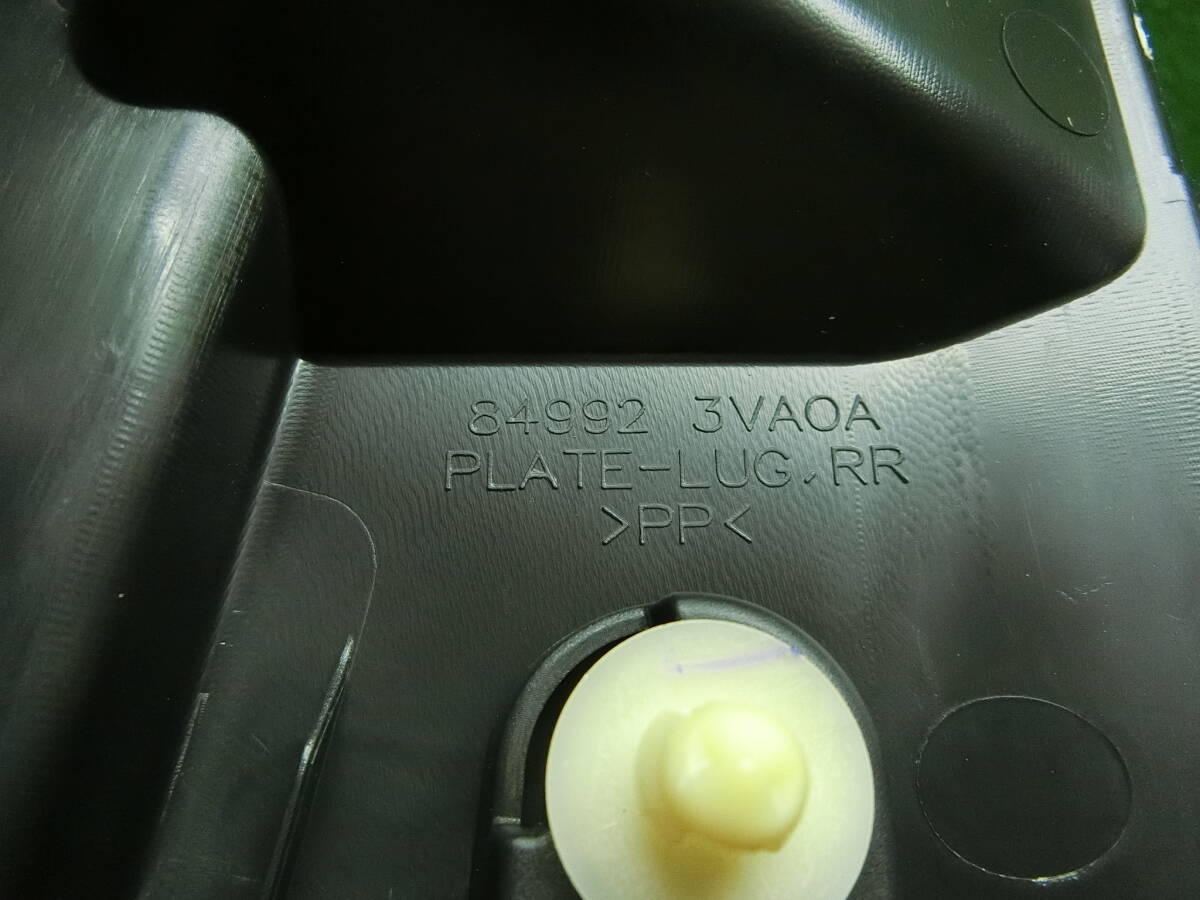 84992 3VA0A
PLATE-LUG,RR
>PP<